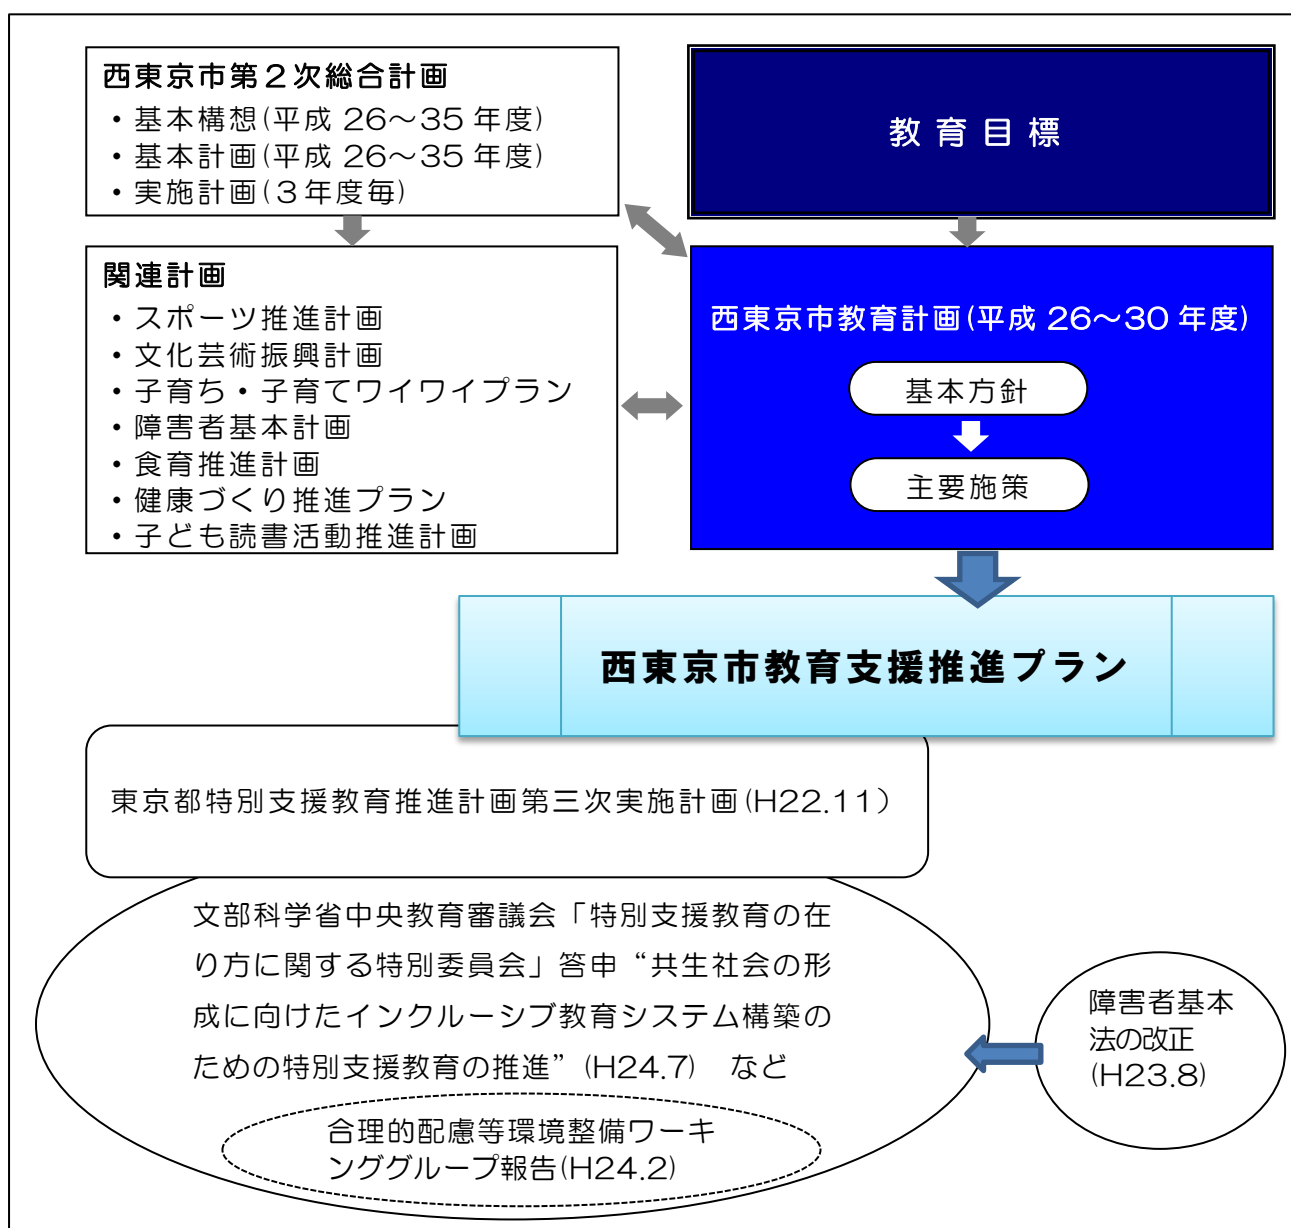 西東京市第２次総合計画
・基本構想(平成 26～35 年度)
・基本計画(平成 26～35 年度)
・実施計画(３年度毎)
教 育 目 標
関連計画
・スポーツ推進計画
・文化芸術振興計画
・子育ち・子育てワイワイプラン
・障害者基本計画
・食育推進計画
・健康づくり推進プラン
・子ども読書活動推進計画
西東京市教育計画(平成 26～30 年度)
基本方針
主要施策
西東京市教育支援推進プラン
東京都特別支援教育推進計画第三次実施計画(H22.11）
文部科学省中央教育審議会「特別支援教育の在
り方に関する特別委員会」答申“共生社会の形
成に向けたインクルーシブ教育システム構築の
ための特別支援教育の推進”(H24.7)　など
合理的配慮等環境整備ワーキ
ンググループ報告(H24.2)
障害者基本
法の改正
(H23.8)